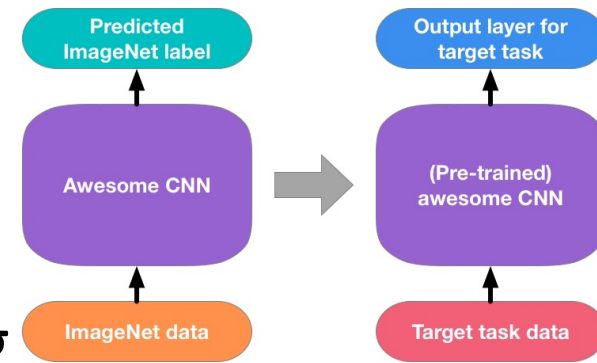 Predicted
ImageNet label
Awesome CNN
ImageNet data
Output layer for
target task
(Pre-trained)
awesome CNN
Target task data